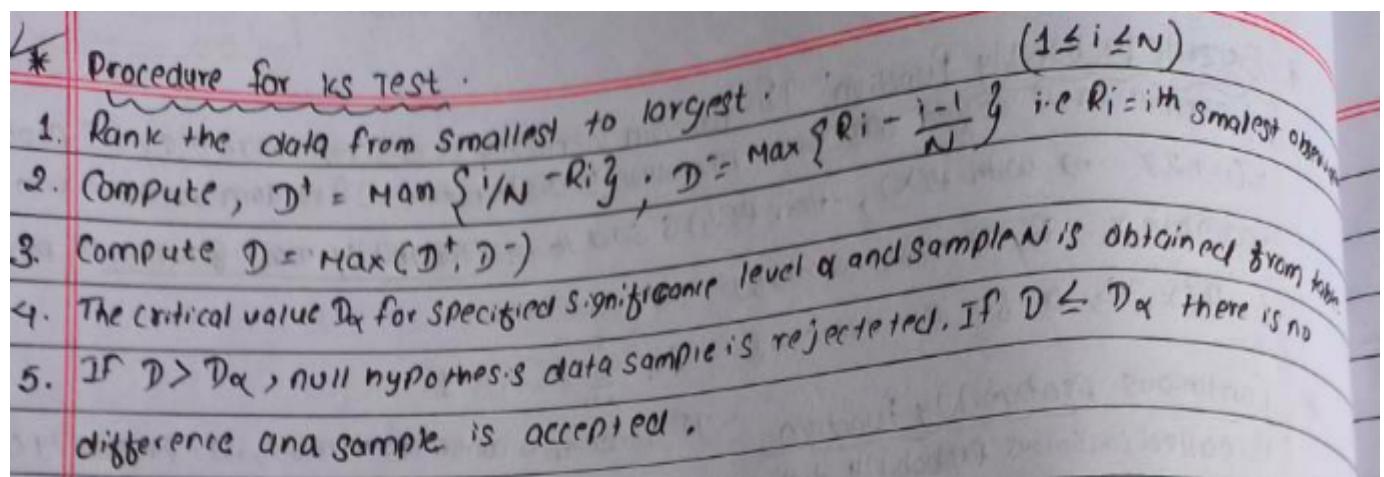 * Procedure for KS Test.
(1 ≤ i ≤ N)
1. Rank the data from smallest to largest. i.e Ri = ith smalest
2. Compute, D⁺ = Max {i/N - Ri}, D⁻ = Max {Ri - i-1/N}
3. Compute D = Max (D⁺, D⁻)
4. The critical value Dα for specified significance level α and sample N is obtained from
5. If D > Dα, null hypothesis data sample is rejecteted. If D ≤ Dα there is no
difference and sample is accepted.